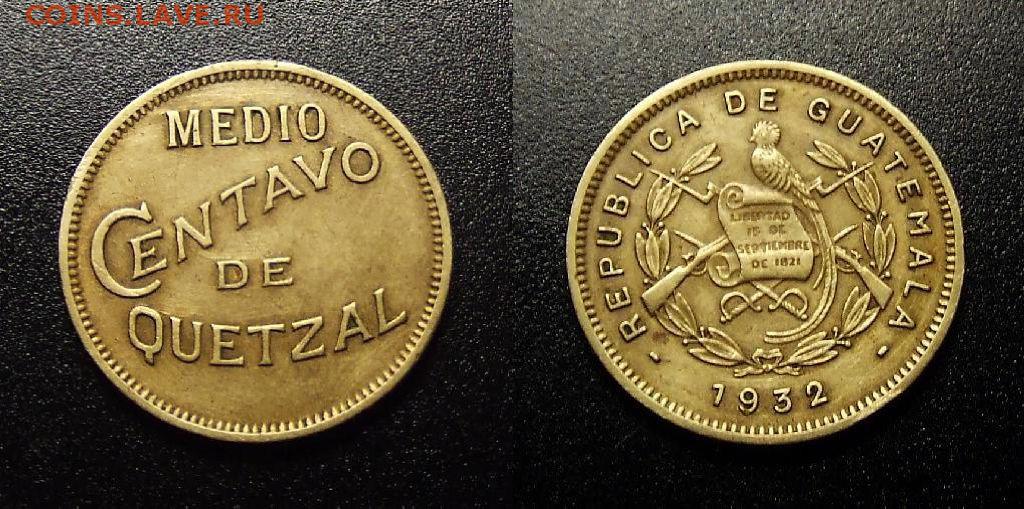 COINS.LAVE.RU
MEDIO
CENTAVO
DE
QUETZAL
REPUBLICA DE GUATEMALA
LIBERTAD
15 DE
SEPTIEMBRE
DE 1821
1932